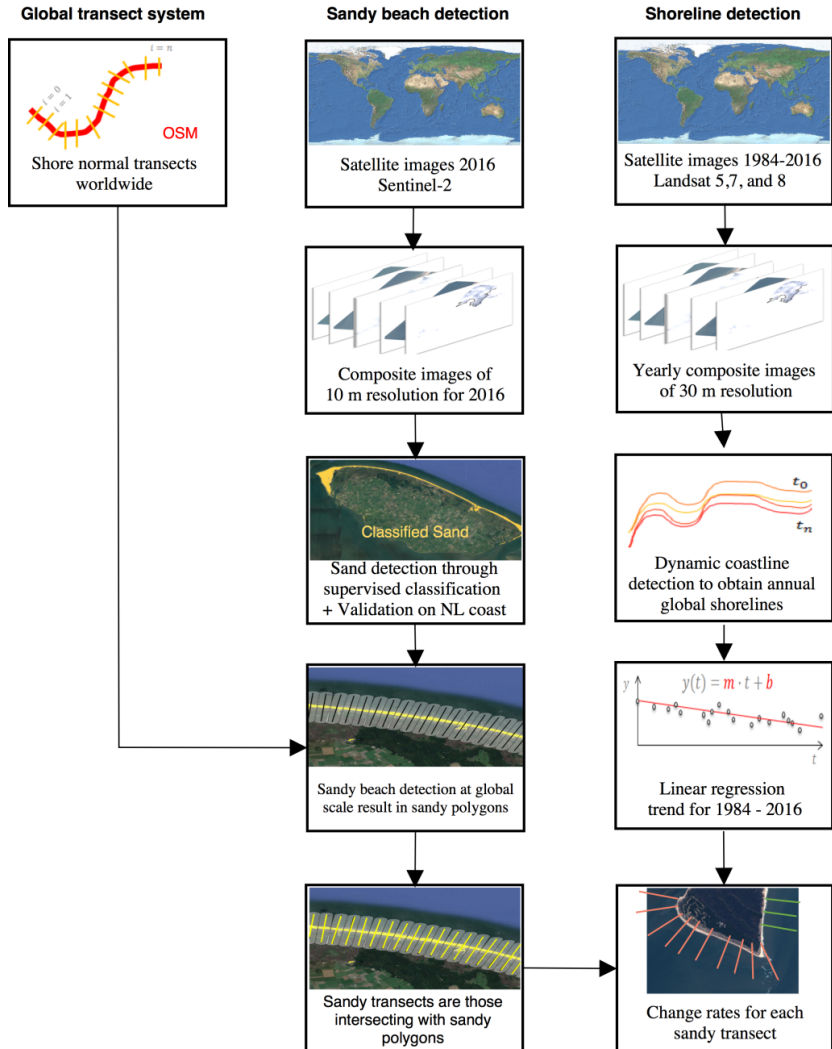 Global transect system
i = n
i = 0
i = 1
OSM
Shore normal transects
worldwide
Sandy beach detection
Satellite images 2016
Sentinel-2
Composite images of
10 m resolution for 2016
Classified Sand
Sand detection through
supervised classification
+ Validation on NL coast
Sandy beach detection at global
scale result in sandy polygons
Sandy transects are those
intersecting with sandy
polygons
Shoreline detection
Satellite images 1984-2016
Landsat 5,7, and 8
Yearly composite images
of 30 m resolution
t₀
tₙ
Dynamic coastline
detection to obtain annual
global shorelines
y(t) = m · t + b
y
t
Linear regression
trend for 1984 - 2016
Change rates for each
sandy transect